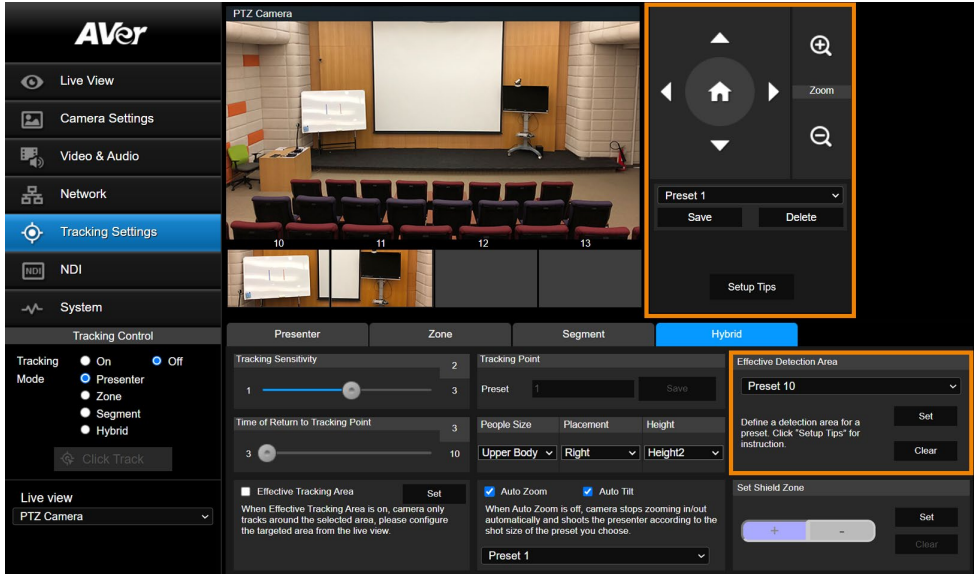 AVer
Live View
Camera Settings
Video & Audio
Network
Tracking Settings
NDI
NDI
System
Tracking Control
Tracking Mode
On
Off
Presenter
Zone
Segment
Hybrid
Click Track
Live view
PTZ Camera
PTZ Camera
10 11 12 13
Zoom
Preset 1
Save Delete
Setup Tips
Presenter Zone Segment Hybrid
Tracking Sensitivity
2
1 3
Time of Return to Tracking Point
3
3 10
Effective Tracking Area Set
When Effective Tracking Area is on, camera only
tracks around the selected area, please configure
the targeted area from the live view.
Tracking Point
Preset 1 Save
People Size Placement Height
Upper Body Right Height2
Auto Zoom Auto Tilt
When Auto Zoom is off, camera stops zooming in/out
automatically and shoots the presenter according to the
shot size of the preset you choose.
Preset 1
Effective Detection Area
Preset 10
Define a detection area for a
preset. Click "Setup Tips" for
instruction.
Set
Clear
Set Shield Zone
+ -
Set
Clear